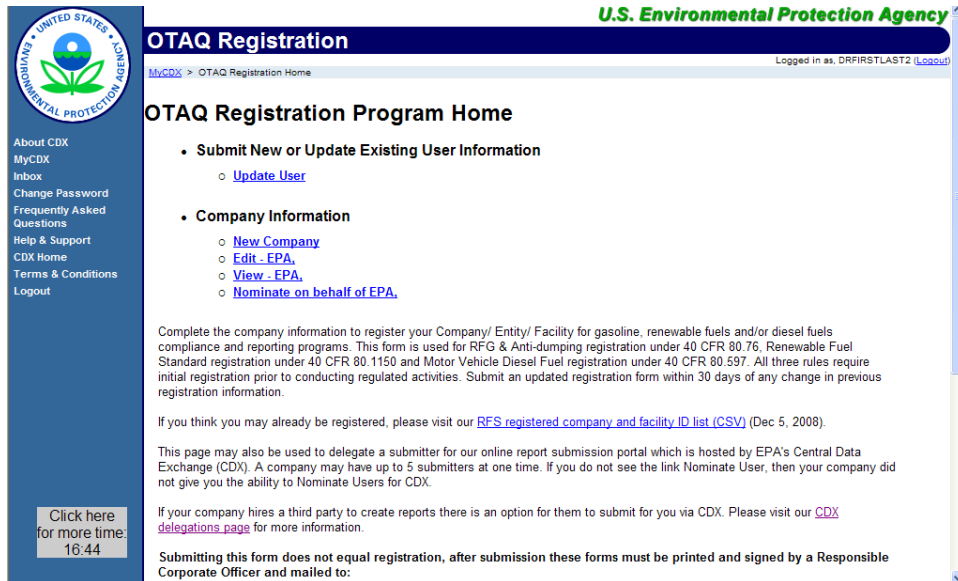 U.S. Environmental Protection Agency
UNITED STATES
ENVIRONMENTAL PROTECTION AGENCY
OTAQ Registration
Logged in as, DRFIRSTLAST2 (Logout)
MyCDX > OTAQ Registration Home
About CDX
MyCDX
Inbox
Change Password
Frequently Asked
Questions
Help & Support
CDX Home
Terms & Conditions
Logout
Click here
for more time:
16:44
OTAQ Registration Program Home
• Submit New or Update Existing User Information
o Update User
• Company Information
o New Company
o Edit - EPA,
o View - EPA,
o Nominate on behalf of EPA,
Complete the company information to register your Company/ Entity/ Facility for gasoline, renewable fuels and/or diesel fuels
compliance and reporting programs. This form is used for RFG & Anti-dumping registration under 40 CFR 80.76, Renewable Fuel
Standard registration under 40 CFR 80.1150 and Motor Vehicle Diesel Fuel registration under 40 CFR 80.597. All three rules require
initial registration prior to conducting regulated activities. Submit an updated registration form within 30 days of any change in previous
registration information.
If you think you may already be registered, please visit our RFS registered company and facility ID list (CSV) (Dec 5, 2008).
This page may also be used to delegate a submitter for our online report submission portal which is hosted by EPA's Central Data
Exchange (CDX). A company may have up to 5 submitters at one time. If you do not see the link Nominate User, then your company did
not give you the ability to Nominate Users for CDX.
If your company hires a third party to create reports there is an option for them to submit for you via CDX. Please visit our CDX
delegations page for more information.
Submitting this form does not equal registration, after submission these forms must be printed and signed by a Responsible
Corporate Officer and mailed to: